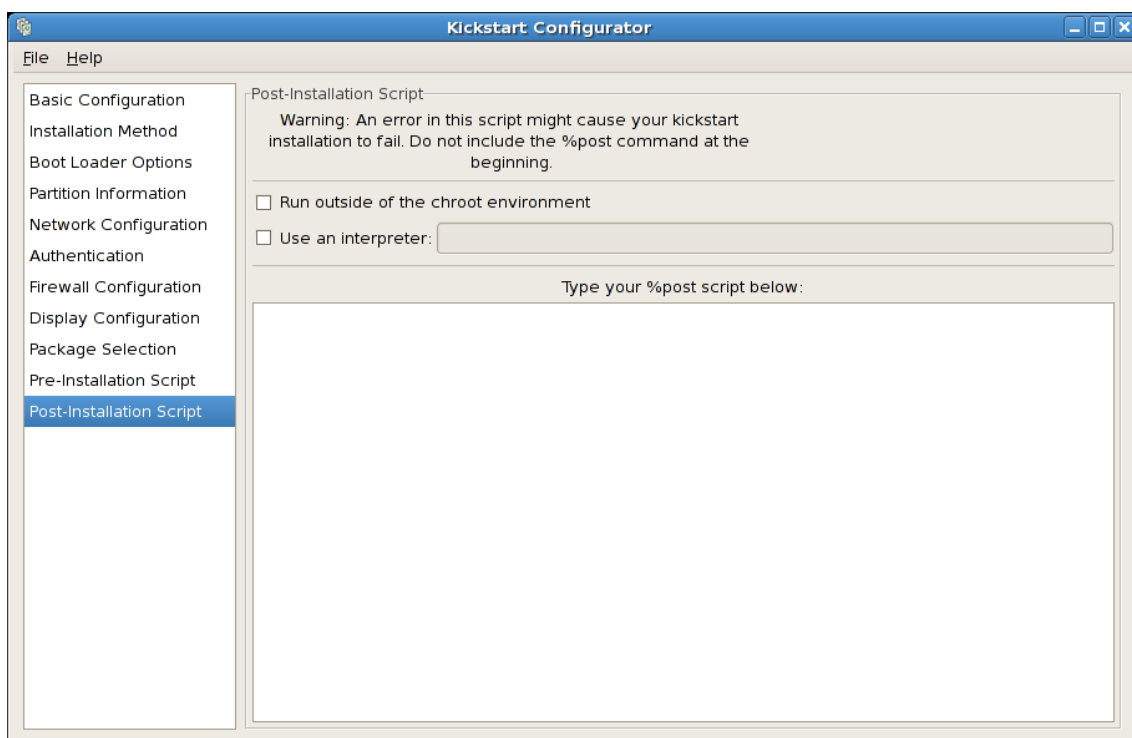 Kickstart Configurator
File Help
Basic Configuration
Installation Method
Boot Loader Options
Partition Information
Network Configuration
Authentication
Firewall Configuration
Display Configuration
Package Selection
Pre-Installation Script
Post-Installation Script
Post-Installation Script
Warning: An error in this script might cause your kickstart
installation to fail. Do not include the %post command at the
beginning.
Run outside of the chroot environment
Use an interpreter:
Type your %post script below: